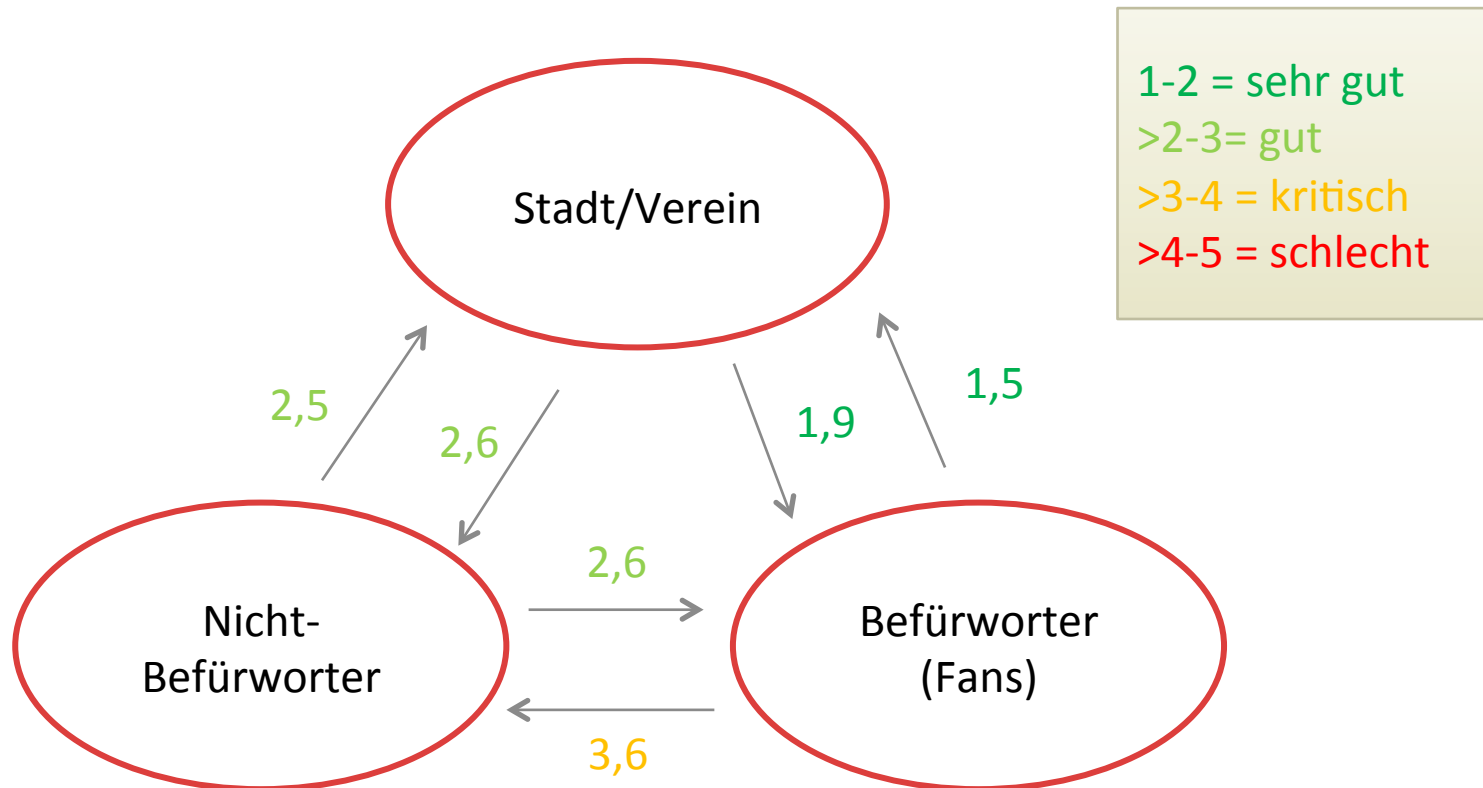 1-2 = sehr gut
>2-3= gut
>3-4 = kritisch
>4-5 = schlecht
Stadt/Verein
2,5
2,6
1,9
1,5
Nicht-
Befürworter
2,6
3,6
Befürworter
(Fans)